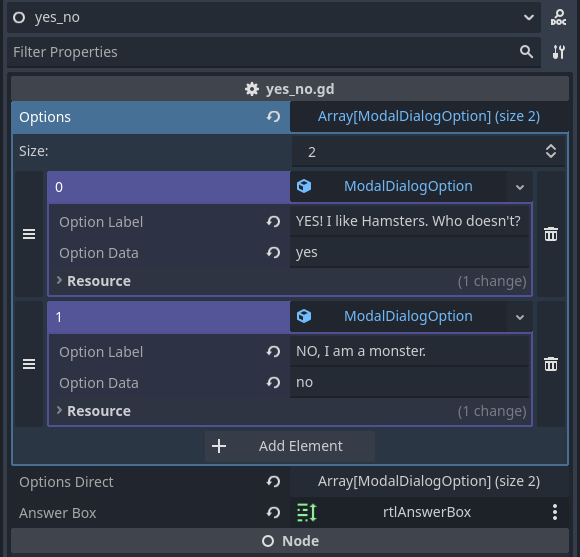 yes_no
DOC
Filter Properties
yes_no.gd
Options Array[ModalDialogOption] (size 2)
Size: 2
0 ModalDialogOption
Option Label YES! I like Hamsters. Who doesn't?
Option Data yes
Resource (1 change)
1 ModalDialogOption
Option Label NO, I am a monster.
Option Data no
Resource (1 change)
Add Element
Options Direct Array[ModalDialogOption] (size 2)
Answer Box rtlAnswerBox
Node